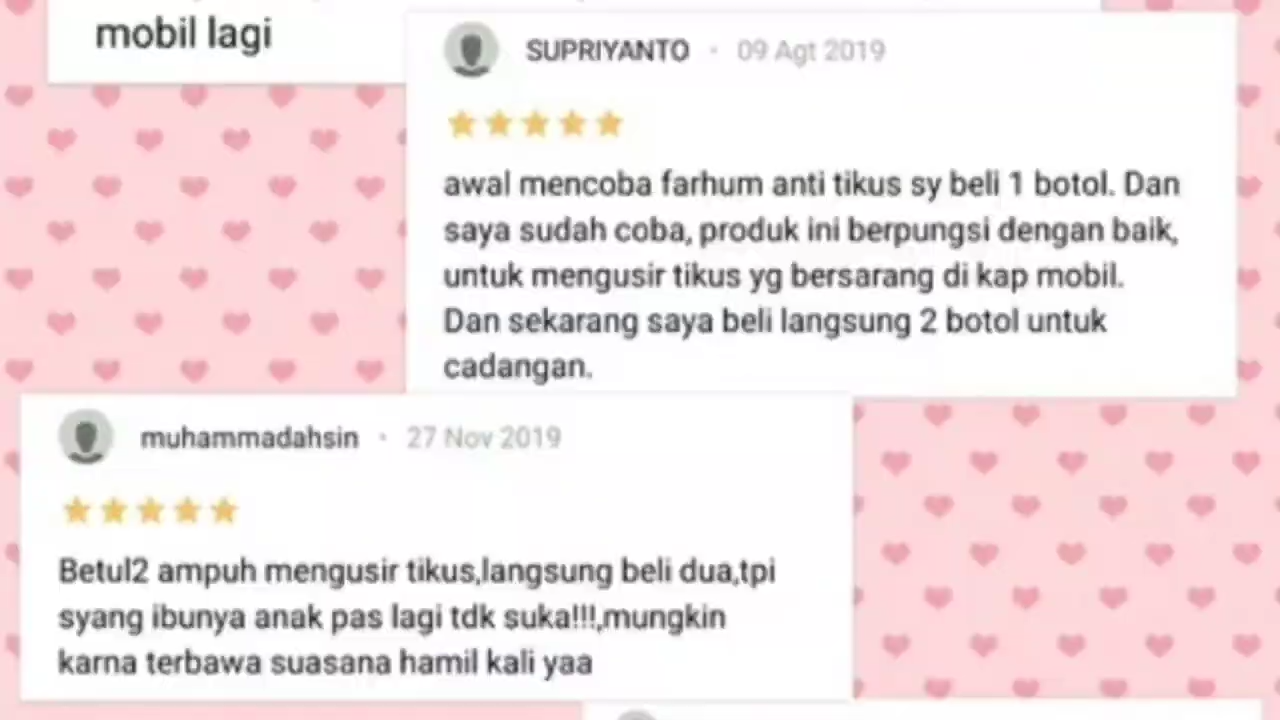 mobil lagi
SUPRIYANTO • 09 Agt 2019
awal mencoba farhum anti tikus sy beli 1 botol. Dan
saya sudah coba, produk ini berpungsi dengan baik,
untuk mengusir tikus yg bersarang di kap mobil.
Dan sekarang saya beli langsung 2 botol untuk
cadangan.
muhammadahsin • 27 Nov 2019
Betul2 ampuh mengusir tikus,langsung beli dua,tpi
syang ibunya anak pas lagi tdk suka!!!,mungkin
karna terbawa suasana hamil kali yaa